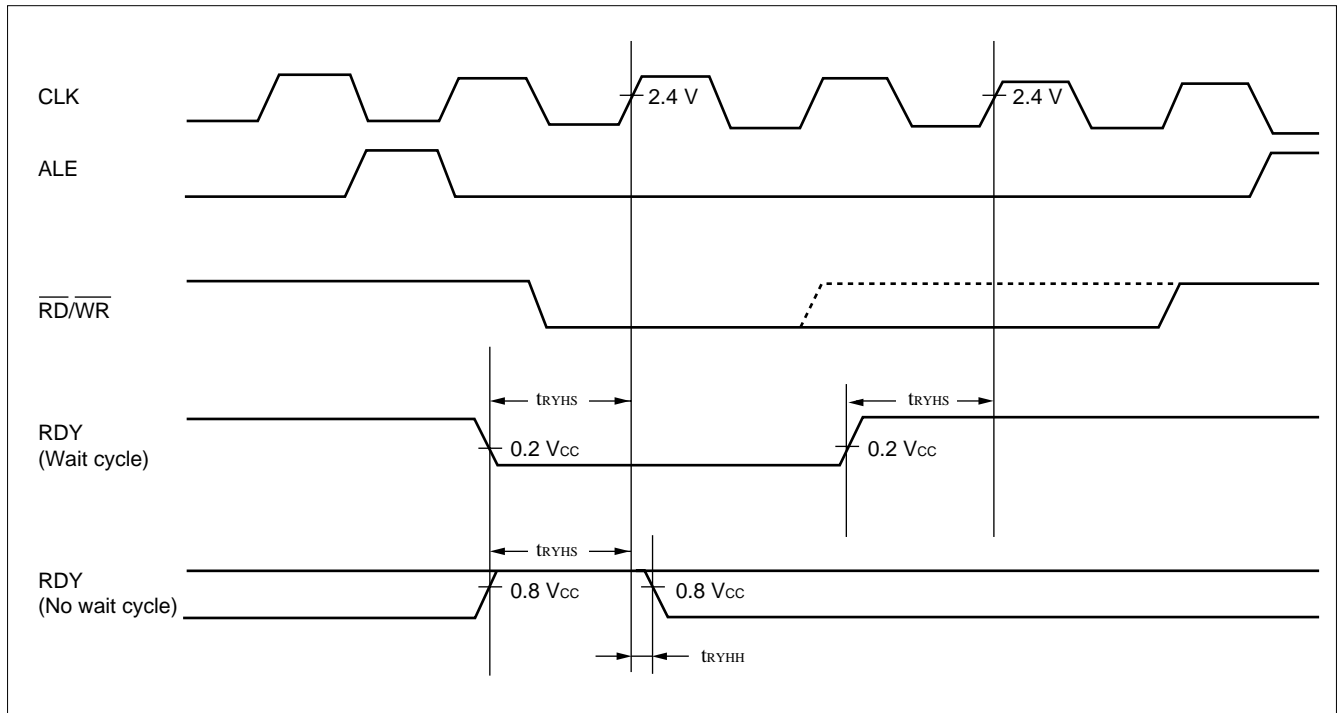 CLK
2.4 V
2.4 V
ALE
RD/WR
tRYHS
tRYHS
RDY
(Wait cycle)
0.2 VCC
0.2 VCC
tRYHS
RDY
(No wait cycle)
0.8 VCC
0.8 VCC
tRYHH